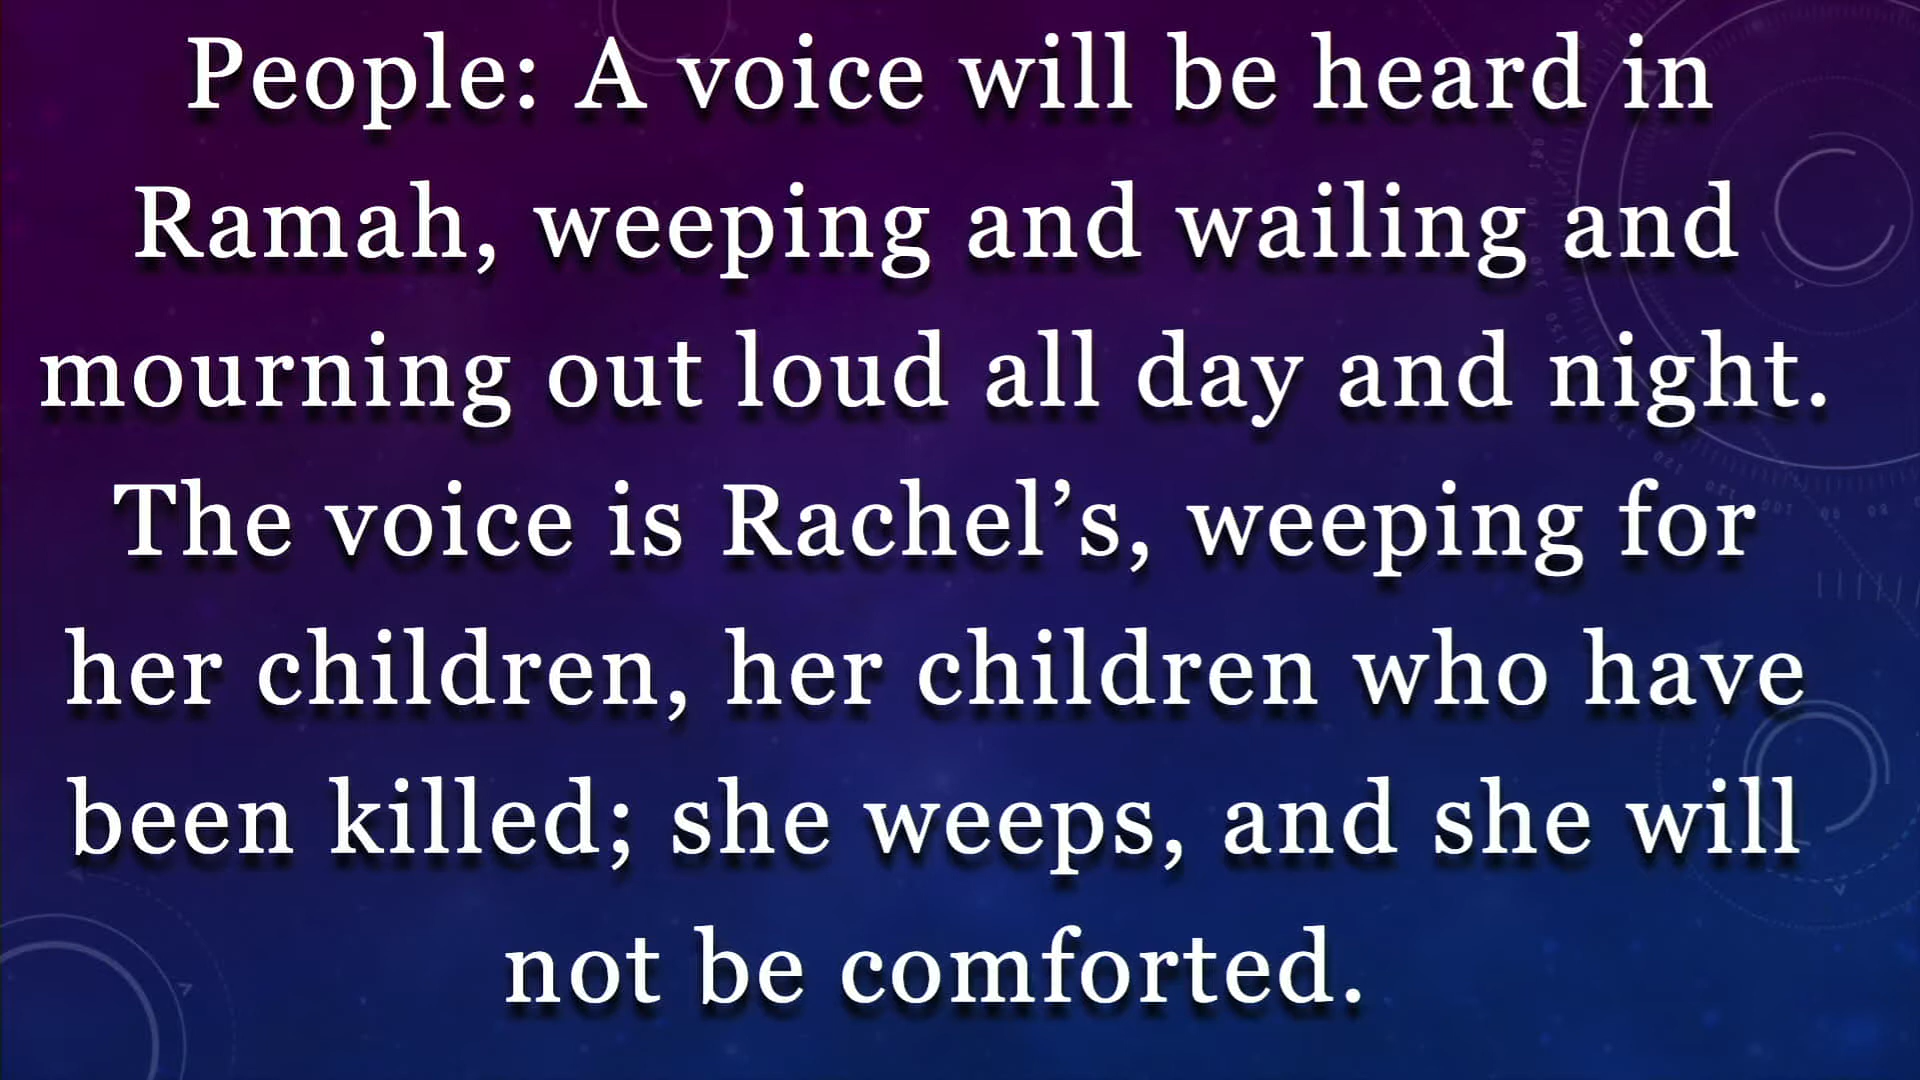 People: A voice will be heard in
Ramah, weeping and wailing and
mourning out loud all day and night.
The voice is Rachel’s, weeping for
her children, her children who have
been killed; she weeps, and she will
not be comforted.